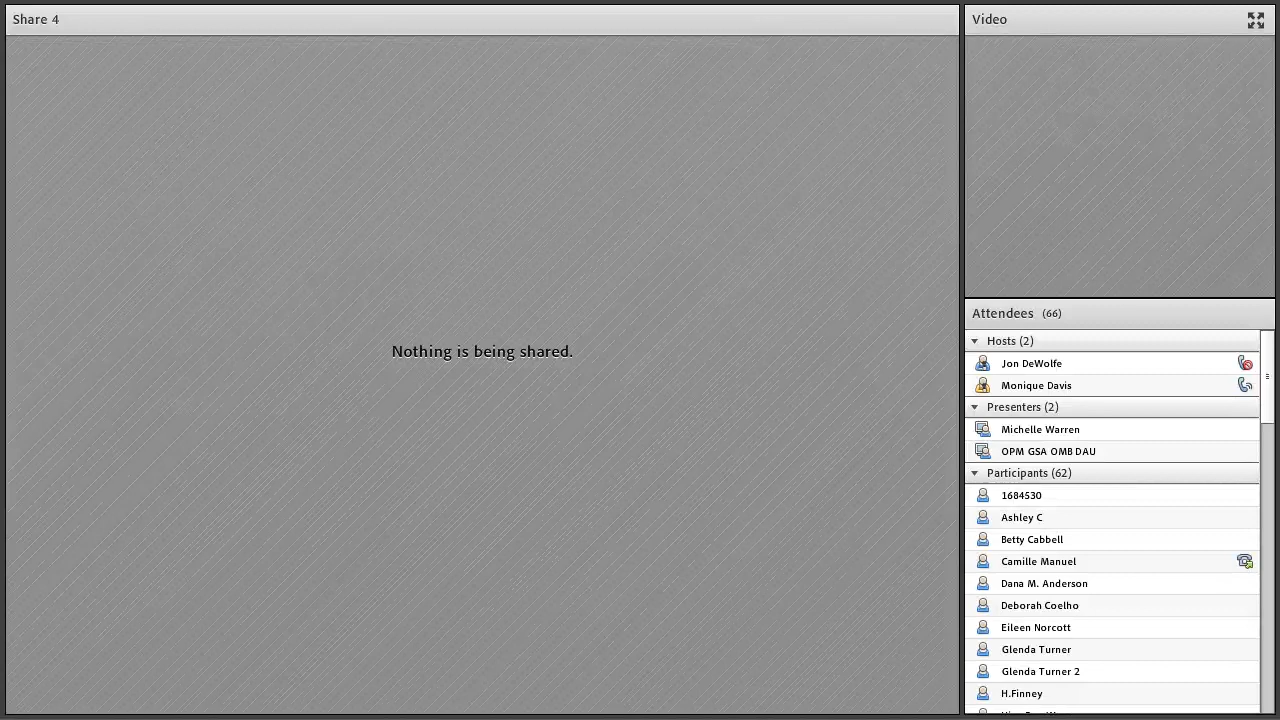 Share 4
Nothing is being shared.
Video
Attendees (66)
Hosts (2)
Jon DeWolfe
Monique Davis
Presenters (2)
Michelle Warren
OPM GSA OMB DAU
Participants (62)
1684530
Ashley C
Betty Cabbell
Camille Manuel
Dana M. Anderson
Deborah Coelho
Eileen Norcott
Glenda Turner
Glenda Turner 2
H.Finney